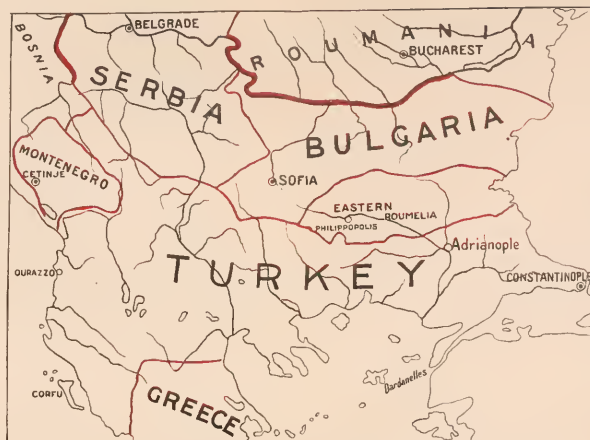 BELGRADE
BOSNIA
ROUMANIA
BUCHAREST
SERBIA
BULGARIA
MONTENEGRO
CETINJE
SOFIA
EASTERN
ROUMELIA
PHILIPPOPOLIS
Adrianople
DURAZZO
TURKEY
CONSTANTINOPLE
Dardanelles
CORFU
GREECE